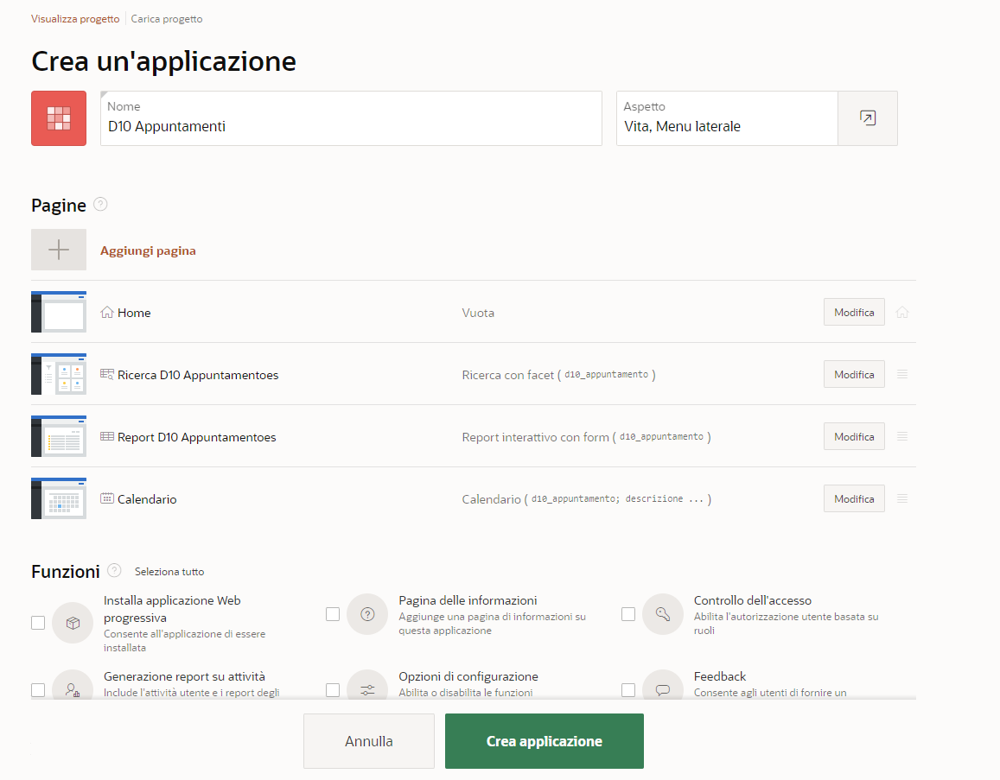 Visualizza progetto Carica progetto
Crea un'applicazione
Nome
D10 Appuntamenti
Aspetto
Vita, Menu laterale
Pagine ?
Aggiungi pagina
Home Vuota Modifica
Ricerca D10 Appuntamentoes Ricerca con facet ( d10_appuntamento ) Modifica
Report D10 Appuntamentoes Report interattivo con form ( d10_appuntamento ) Modifica
Calendario Calendario ( d10_appuntamento; descrizione ... ) Modifica
Funzioni ? Seleziona tutto
Installa applicazione Web
progressiva
Consente all'applicazione di essere
installata
Pagina delle informazioni
Aggiunge una pagina di informazioni su
questa applicazione
Controllo dell'accesso
Abilita l'autorizzazione utente basata su
ruoli
Generazione report su attività
Include l'attività utente e i report degli
Opzioni di configurazione
Abilita o disabilita le funzioni
Feedback
Consente agli utenti di fornire un
Annulla Crea applicazione